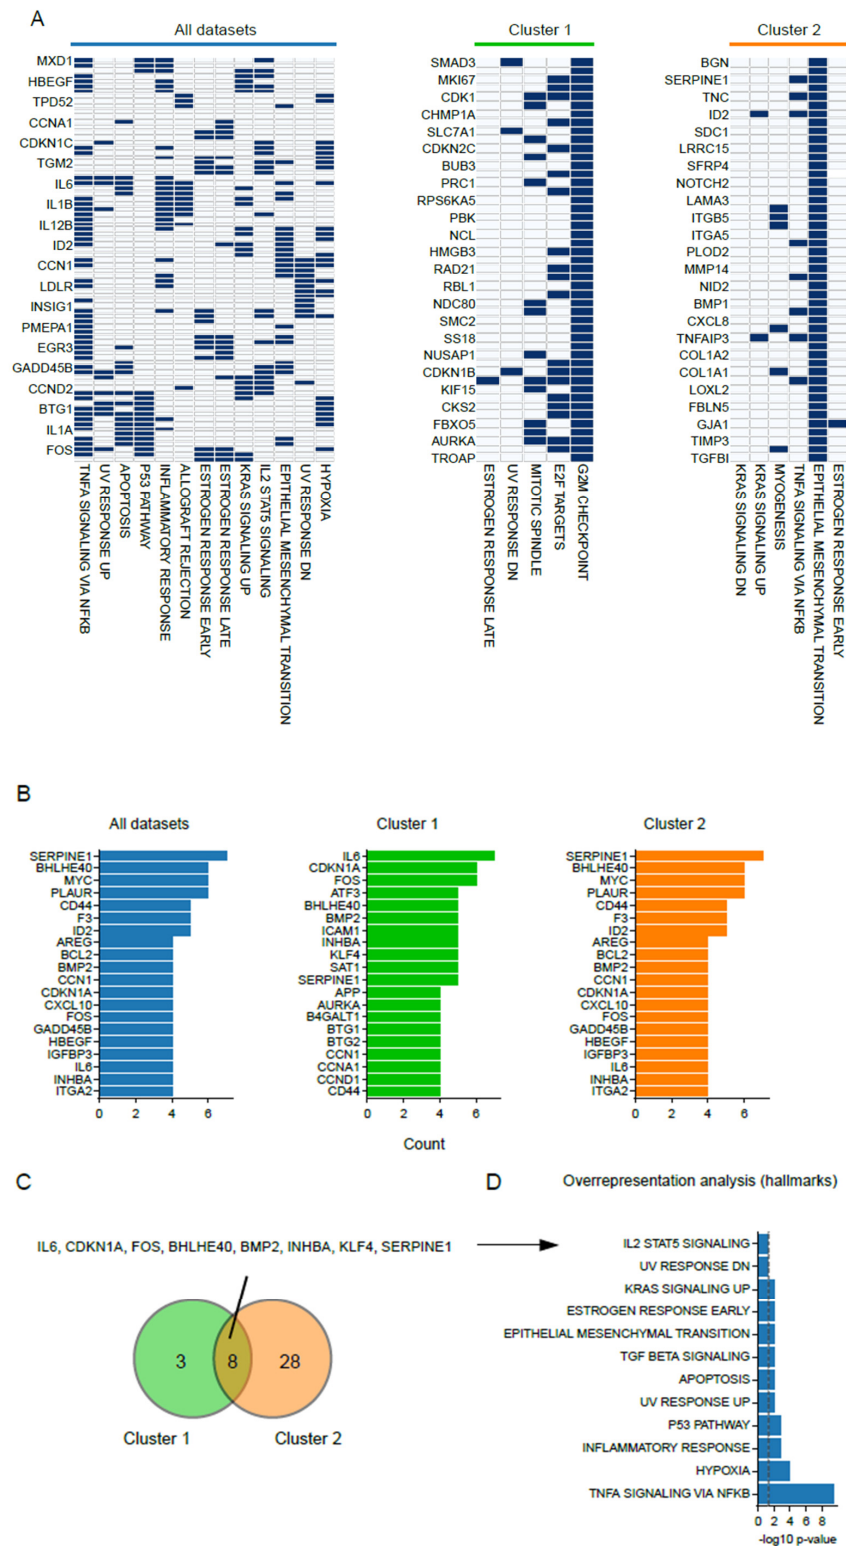 A
All datasets
Cluster 1
Cluster 2
MXD1
HBEGF
TPD52
CCNA1
CDKN1C
TGM2
IL6
IL1B
IL12B
ID2
CCN1
LDLR
INSIG1
PMEPA1
EGR3
GADD45B
CCND2
BTG1
IL1A
FOS
TNFA SIGNALING VIA NFKB
UV RESPONSE UP
APOPTOSIS
P53 PATHWAY
INFLAMMATORY RESPONSE
ALLOGRAFT REJECTION
ESTROGEN RESPONSE EARLY
ESTROGEN RESPONSE LATE
KRAS SIGNALING UP
IL2 STAT5 SIGNALING
EPITHELIAL MESENCHYMAL TRANSITION
UV RESPONSE DN
HYPOXIA
SMAD3
MKI67
CDK1
CHMP1A
SLC7A1
CDKN2C
BUB3
PRC1
RPS6KA5
PBK
NCL
HMGB3
RAD21
RBL1
NDC80
SMC2
SS18
NUSAP1
CDKN1B
KIF15
CKS2
FBXO5
AURKA
TROAP
ESTROGEN RESPONSE LATE
UV RESPONSE DN
MITOTIC SPINDLE
E2F TARGETS
G2M CHECKPOINT
BGN
SERPINE1
TNC
ID2
SDC1
LRRC15
SFRP4
NOTCH2
LAMA3
ITGB5
ITGA5
PLOD2
MMP14
NID2
BMP1
CXCL8
TNFAIP3
COL1A2
COL1A1
LOXL2
FBLN5
GJA1
TIMP3
TGFBI
KRAS SIGNALING DN
KRAS SIGNALING UP
MYOGENESIS
TNFA SIGNALING VIA NFKB
EPITHELIAL MESENCHYMAL TRANSITION
ESTROGEN RESPONSE EARLY
B
All datasets
SERPINE1
BHLHE40
MYC
PLAUR
CD44
F3
ID2
AREG
BCL2
BMP2
CCN1
CDKN1A
CXCL10
FOS
GADD45B
HBEGF
IGFBP3
IL6
INHBA
ITGA2
0 2 4 6
Cluster 1
IL6
CDKN1A
FOS
ATF3
BHLHE40
BMP2
ICAM1
INHBA
KLF4
SAT1
SERPINE1
APP
AURKA
B4GALT1
BTG1
BTG2
CCN1
CCNA1
CCND1
CD44
0 2 4 6
Cluster 2
SERPINE1
BHLHE40
MYC
PLAUR
CD44
F3
ID2
AREG
BCL2
BMP2
CCN1
CDKN1A
CXCL10
FOS
GADD45B
HBEGF
IGFBP3
IL6
INHBA
ITGA2
0 2 4 6
Count
C
IL6, CDKN1A, FOS, BHLHE40, BMP2, INHBA, KLF4, SERPINE1
3 8 28
Cluster 1
Cluster 2
D
Overrepresentation analysis (hallmarks)
IL2 STAT5 SIGNALING
UV RESPONSE DN
KRAS SIGNALING UP
ESTROGEN RESPONSE EARLY
EPITHELIAL MESENCHYMAL TRANSITION
TGF BETA SIGNALING
APOPTOSIS
UV RESPONSE UP
P53 PATHWAY
INFLAMMATORY RESPONSE
HYPOXIA
TNFA SIGNALING VIA NFKB
0 2 4 6 8
-log10 p-value